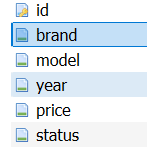 id
brand
model
year
price
status